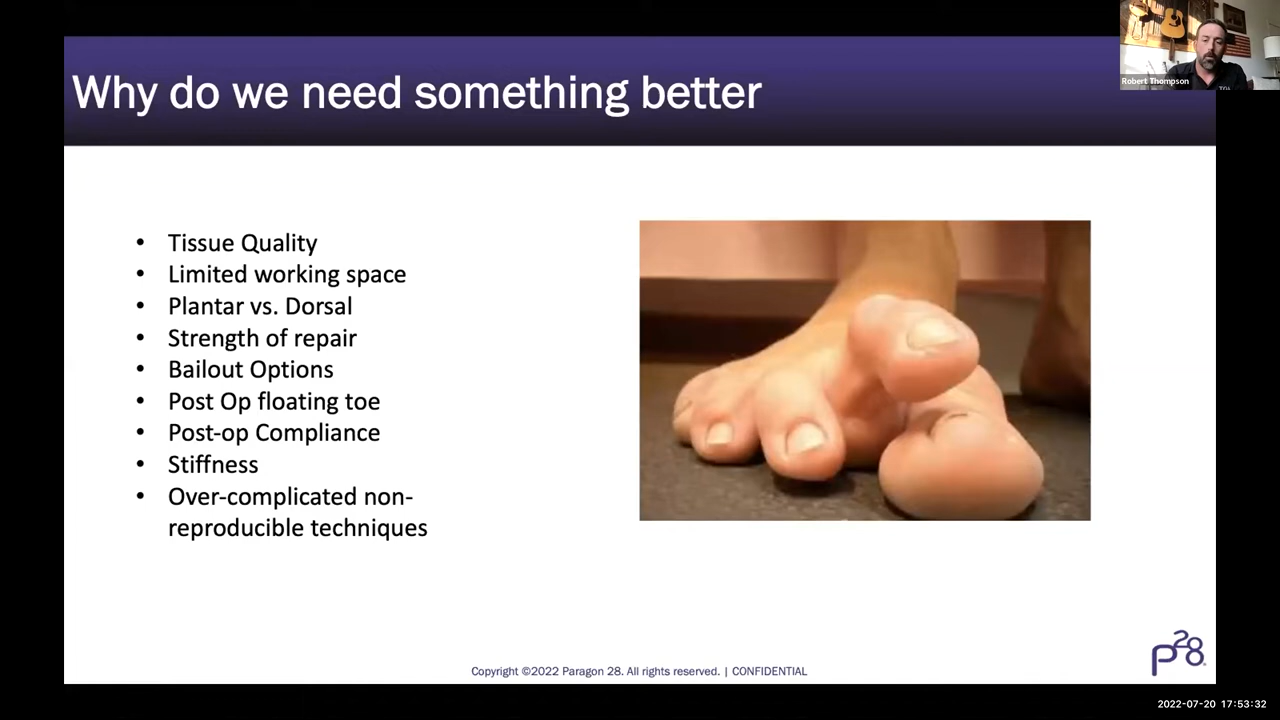 Why do we need something better
Robert Thompson
• Tissue Quality
• Limited working space
• Plantar vs. Dorsal
• Strength of repair
• Bailout Options
• Post Op floating toe
• Post-op Compliance
• Stiffness
• Over-complicated non-
reproducible techniques
P28
Copyright ©2022 Paragon 28. All rights reserved. | CONFIDENTIAL
2022-07-20 17:53:32